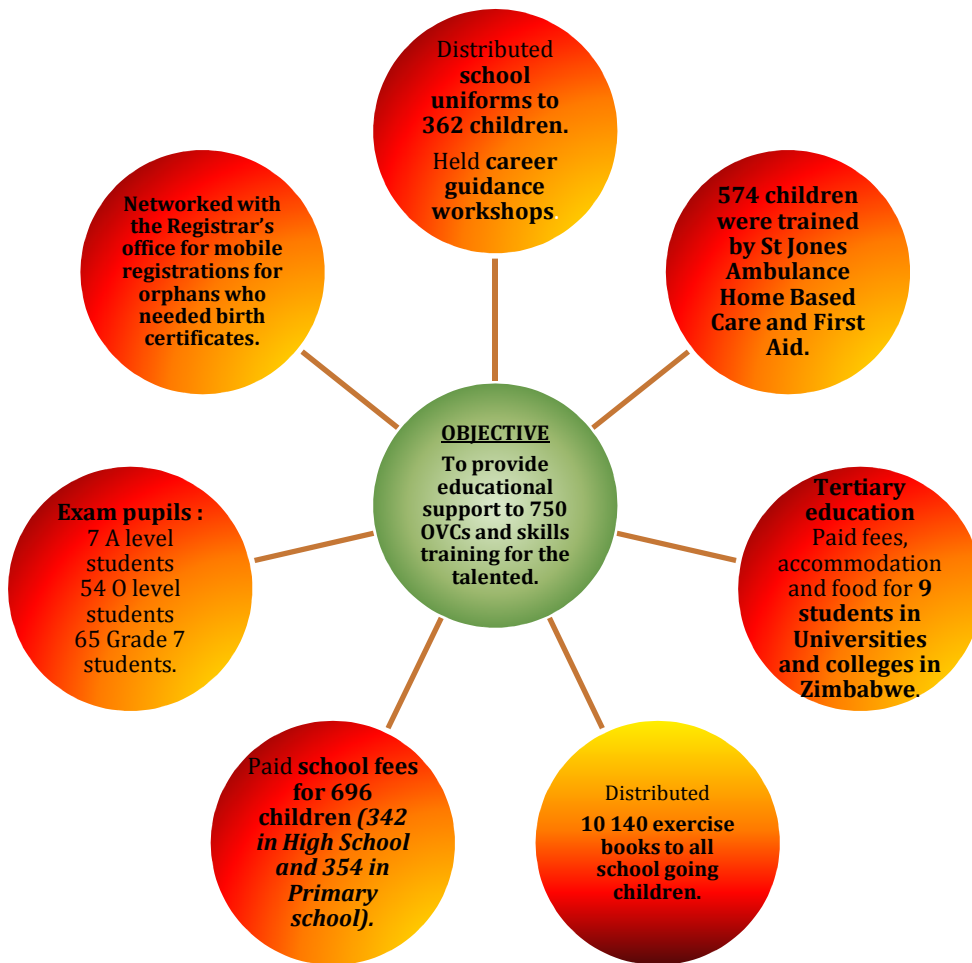 Distributed
school
uniforms to
362 children.
Held career
guidance
workshops.
574 children
were trained
by St Jones
Ambulance
Home Based
Care and First
Aid.
Tertiary
education
Paid fees,
accommodation
and food for 9
students in
Universities
and colleges in
Zimbabwe.
Distributed
10 140 exercise
books to all
school going
children.
Paid school fees
for 696
children (342
in High School
and 354 in
Primary
school).
Exam pupils :
7 A level
students
54 O level
students
65 Grade 7
students.
Networked with
the Registrar’s
office for mobile
registrations for
orphans who
needed birth
certificates.
OBJECTIVE
To provide
educational
support to 750
OVCs and skills
training for the
talented.